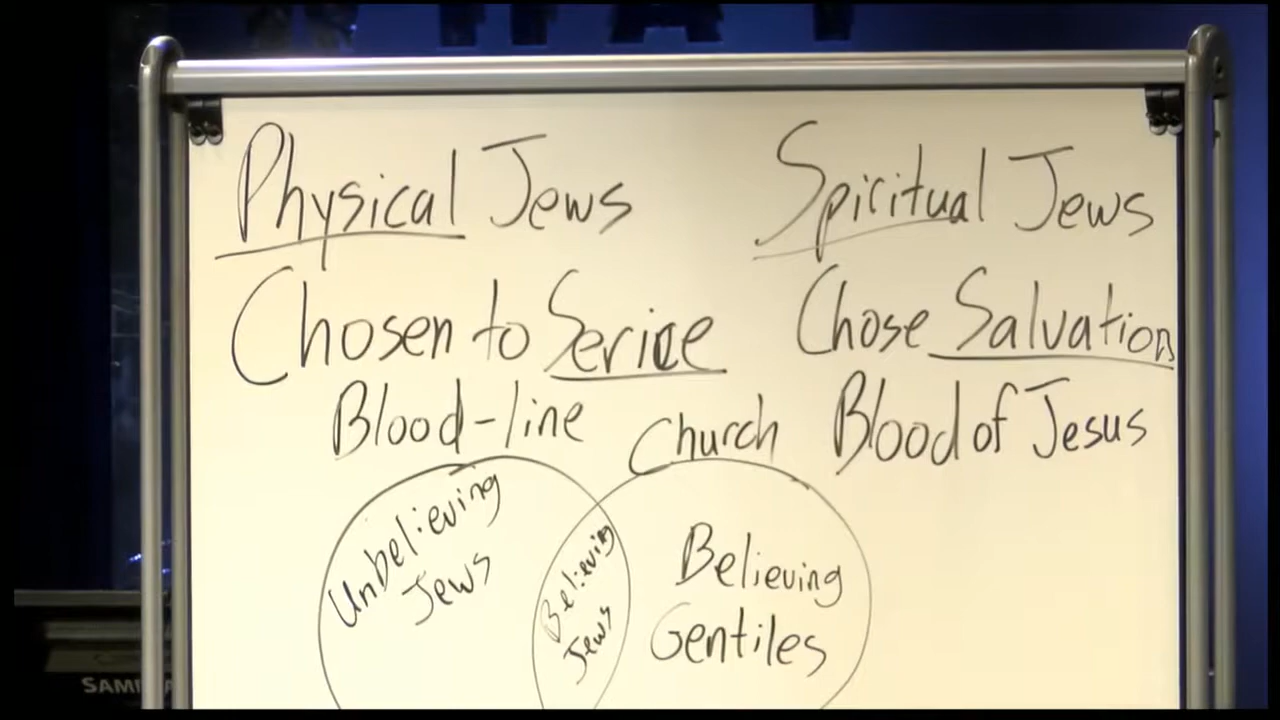 Physical Jews
Spiritual Jews
Chosen to Serice
Chose Salvation
Blood-line
Church
Blood of Jesus
Unbelieving
Jews
Believing
Jews
Believing
Gentiles